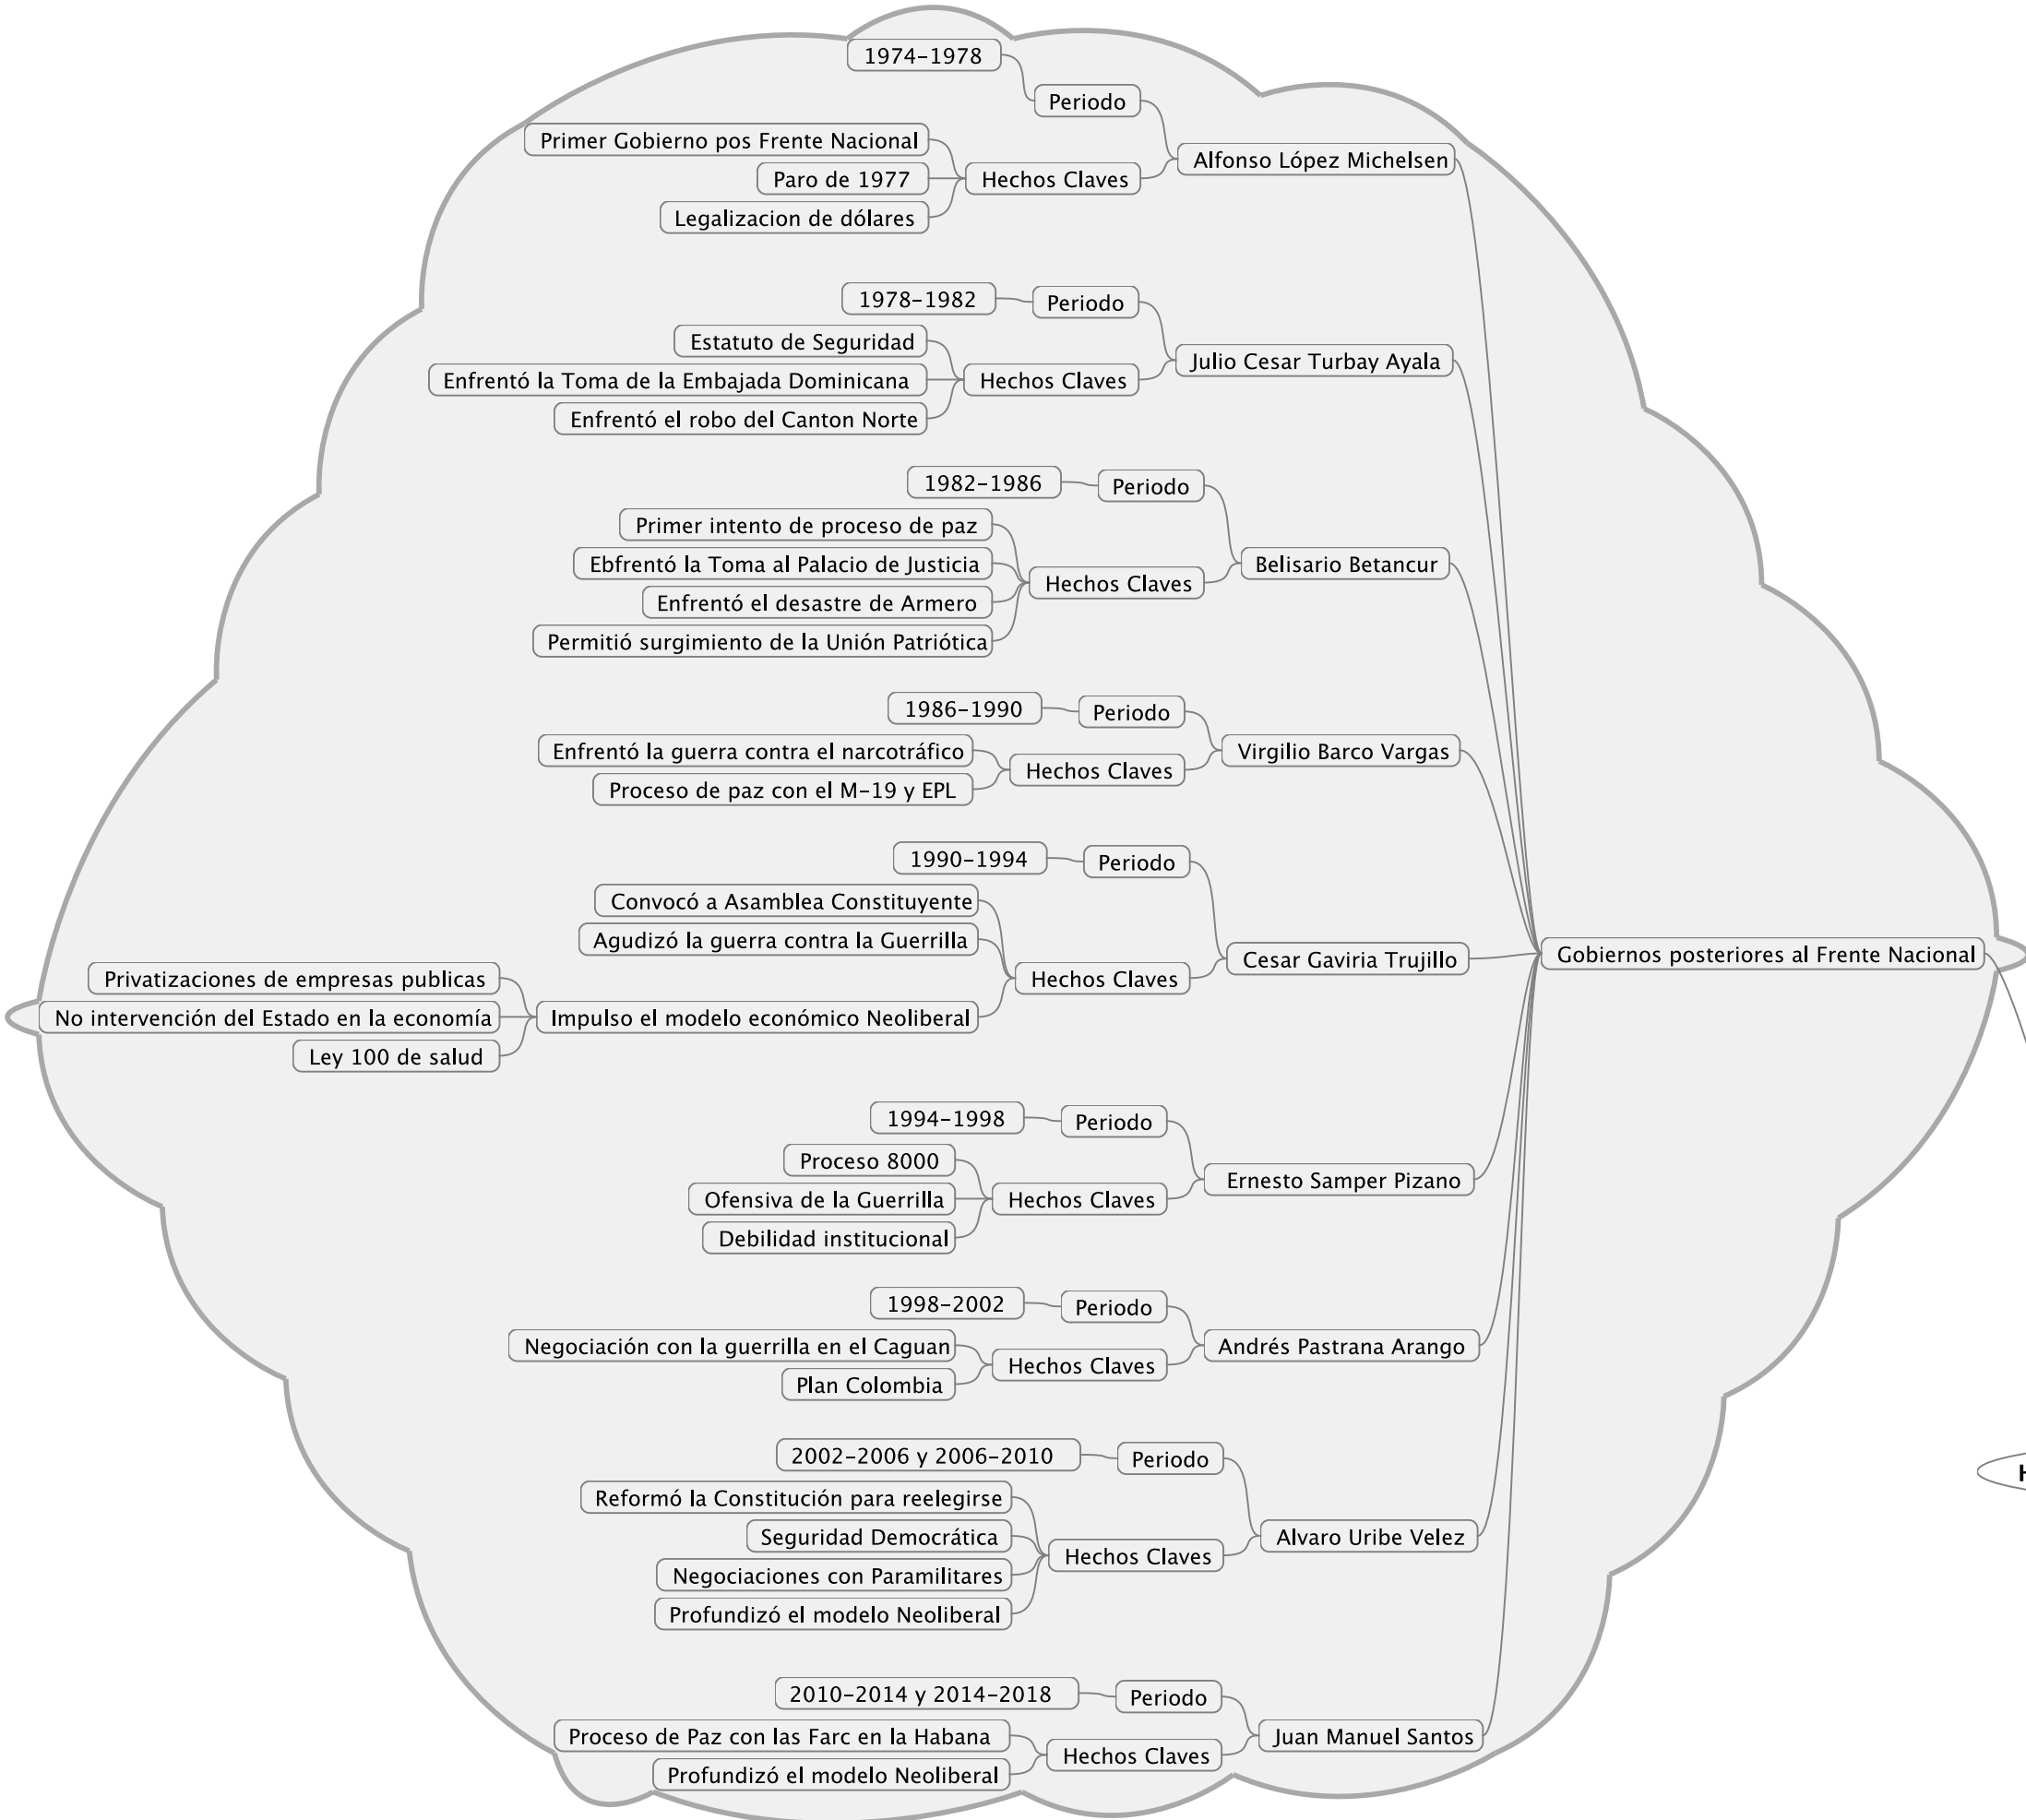 1974-1978
Periodo
Primer Gobierno pos Frente Nacional
Paro de 1977
Legalizacion de dólares
Hechos Claves
Alfonso López Michelsen
1978-1982
Periodo
Estatuto de Seguridad
Enfrentó la Toma de la Embajada Dominicana
Enfrentó el robo del Canton Norte
Hechos Claves
Julio Cesar Turbay Ayala
1982-1986
Periodo
Primer intento de proceso de paz
Ebfrentó la Toma al Palacio de Justicia
Enfrentó el desastre de Armero
Permitió surgimiento de la Unión Patriótica
Hechos Claves
Belisario Betancur
1986-1990
Periodo
Enfrentó la guerra contra el narcotráfico
Proceso de paz con el M-19 y EPL
Hechos Claves
Virgilio Barco Vargas
1990-1994
Periodo
Convocó a Asamblea Constituyente
Agudizó la guerra contra la Guerrilla
Privatizaciones de empresas publicas
No intervención del Estado en la economía
Ley 100 de salud
Impulso el modelo económico Neoliberal
Hechos Claves
Cesar Gaviria Trujillo
Gobiernos posteriores al Frente Nacional
1994-1998
Periodo
Proceso 8000
Ofensiva de la Guerrilla
Debilidad institucional
Hechos Claves
Ernesto Samper Pizano
1998-2002
Periodo
Negociación con la guerrilla en el Caguan
Plan Colombia
Hechos Claves
Andrés Pastrana Arango
2002-2006 y 2006-2010
Periodo
Reformó la Constitución para reelegirse
Seguridad Democrática
Negociaciones con Paramilitares
Profundizó el modelo Neoliberal
Hechos Claves
Alvaro Uribe Velez
2010-2014 y 2014-2018
Periodo
Proceso de Paz con las Farc en la Habana
Profundizó el modelo Neoliberal
Hechos Claves
Juan Manuel Santos